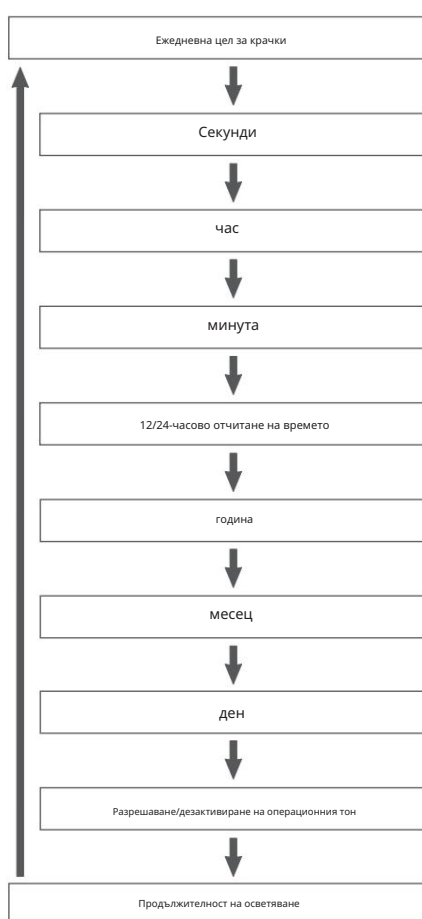 Ежедневна цел за крачки
Секунди
час
минута
12/24-часово отчитане на времето
година
месец
ден
Разрешаване/дезактивиране на операционния тон
Продължителност на осветяване